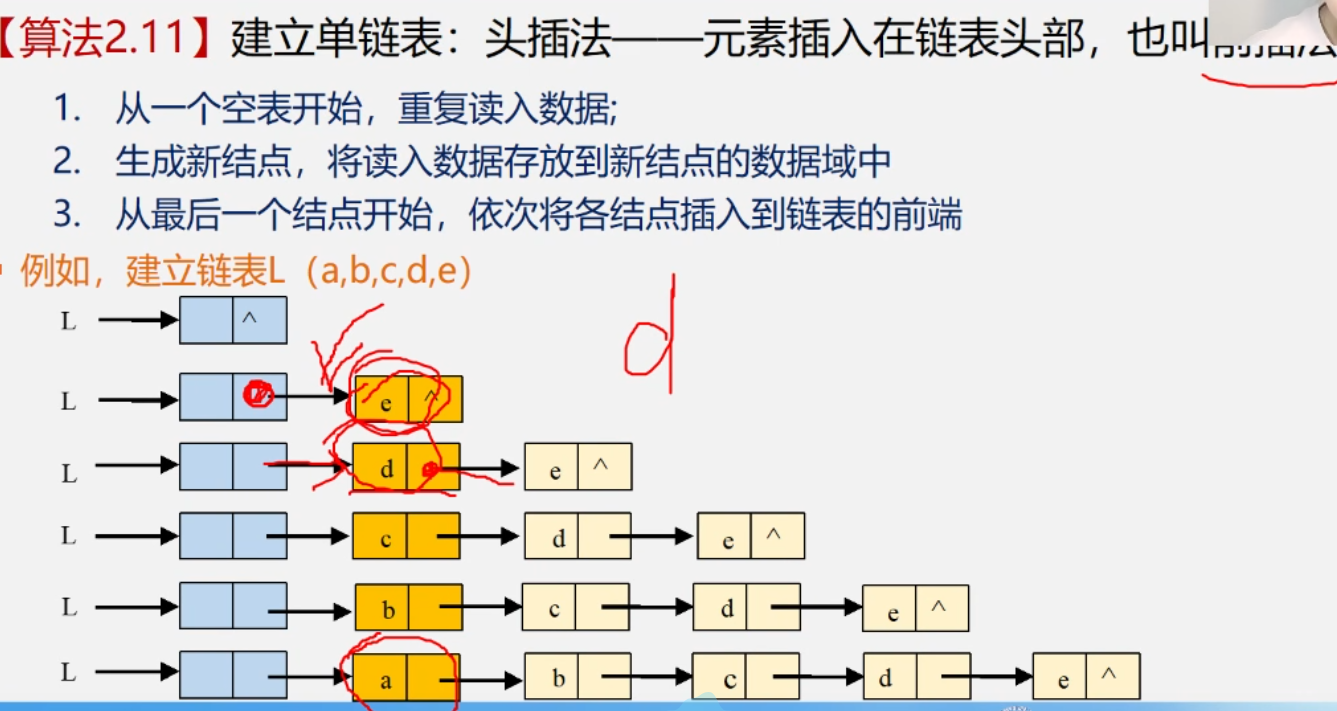 【算法2.11】建立单链表：头插法——元素插入在链表头部，也叫前插法
1. 从一个空表开始，重复读入数据;
2. 生成新结点，将读入数据存放到新结点的数据域中
3. 从最后一个结点开始，依次将各结点插入到链表的前端
例如，建立链表L（a,b,c,d,e）
d
L ^
L e ^
L d e ^
L c d e ^
L b c d e ^
L a b c d e ^